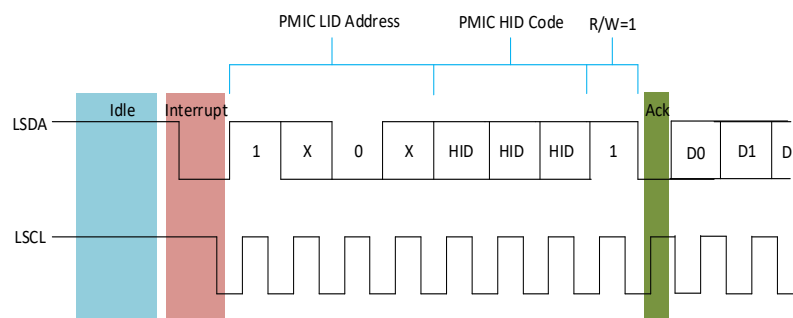 PMIC LID Address PMIC HID Code R/W=1
Idle Interrupt Ack
LSDA
1 X 0 X HID HID HID 1 D0 D1 D
LSCL